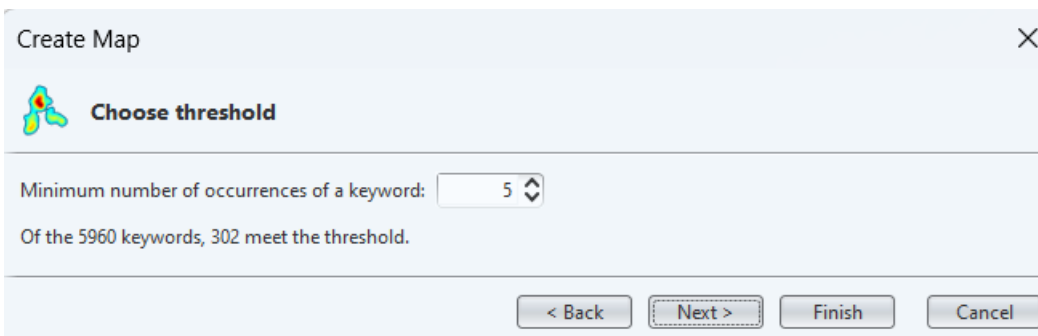 Create Map
Choose threshold
Minimum number of occurrences of a keyword: 5
Of the 5960 keywords, 302 meet the threshold.
< Back Next > Finish Cancel